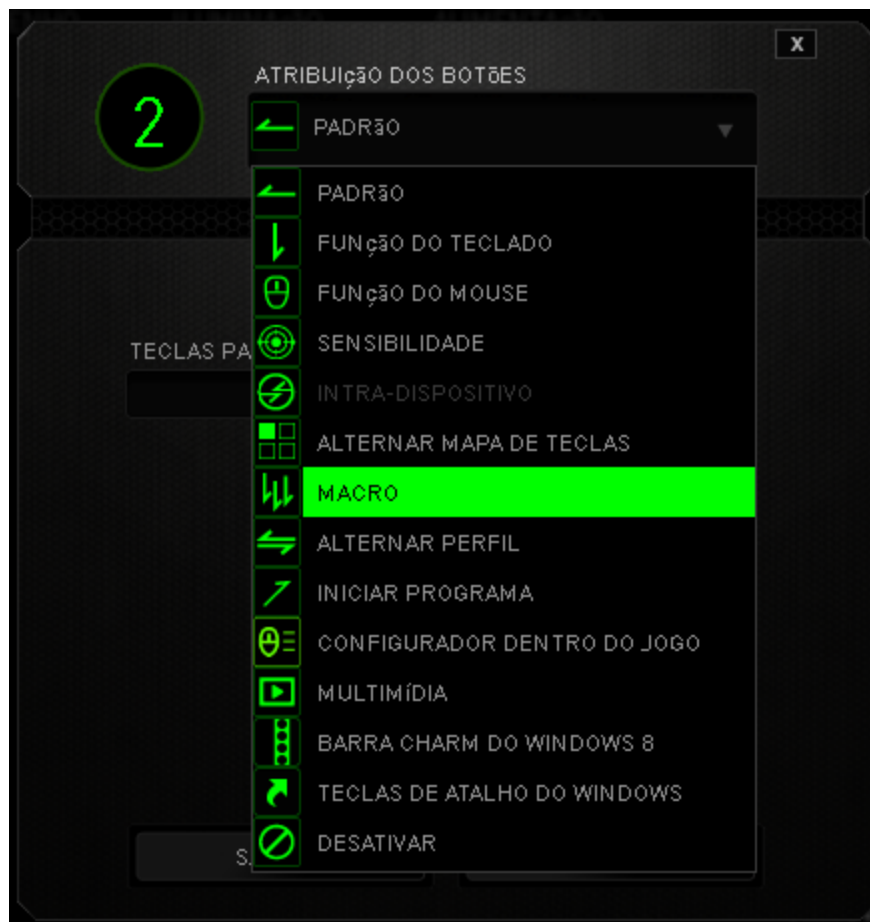 X
ATRIBUIçãO DOS BOTõES
2
PADRãO
PADRãO
FUNçãO DO TECLADO
FUNçãO DO MOUSE
SENSIBILIDADE
TECLAS PA
INTRA-DISPOSITIVO
ALTERNAR MAPA DE TECLAS
MACRO
ALTERNAR PERFIL
INICIAR PROGRAMA
CONFIGURADOR DENTRO DO JOGO
MULTIMíDIA
BARRA CHARM DO WINDOWS 8
TECLAS DE ATALHO DO WINDOWS
DESATIVAR